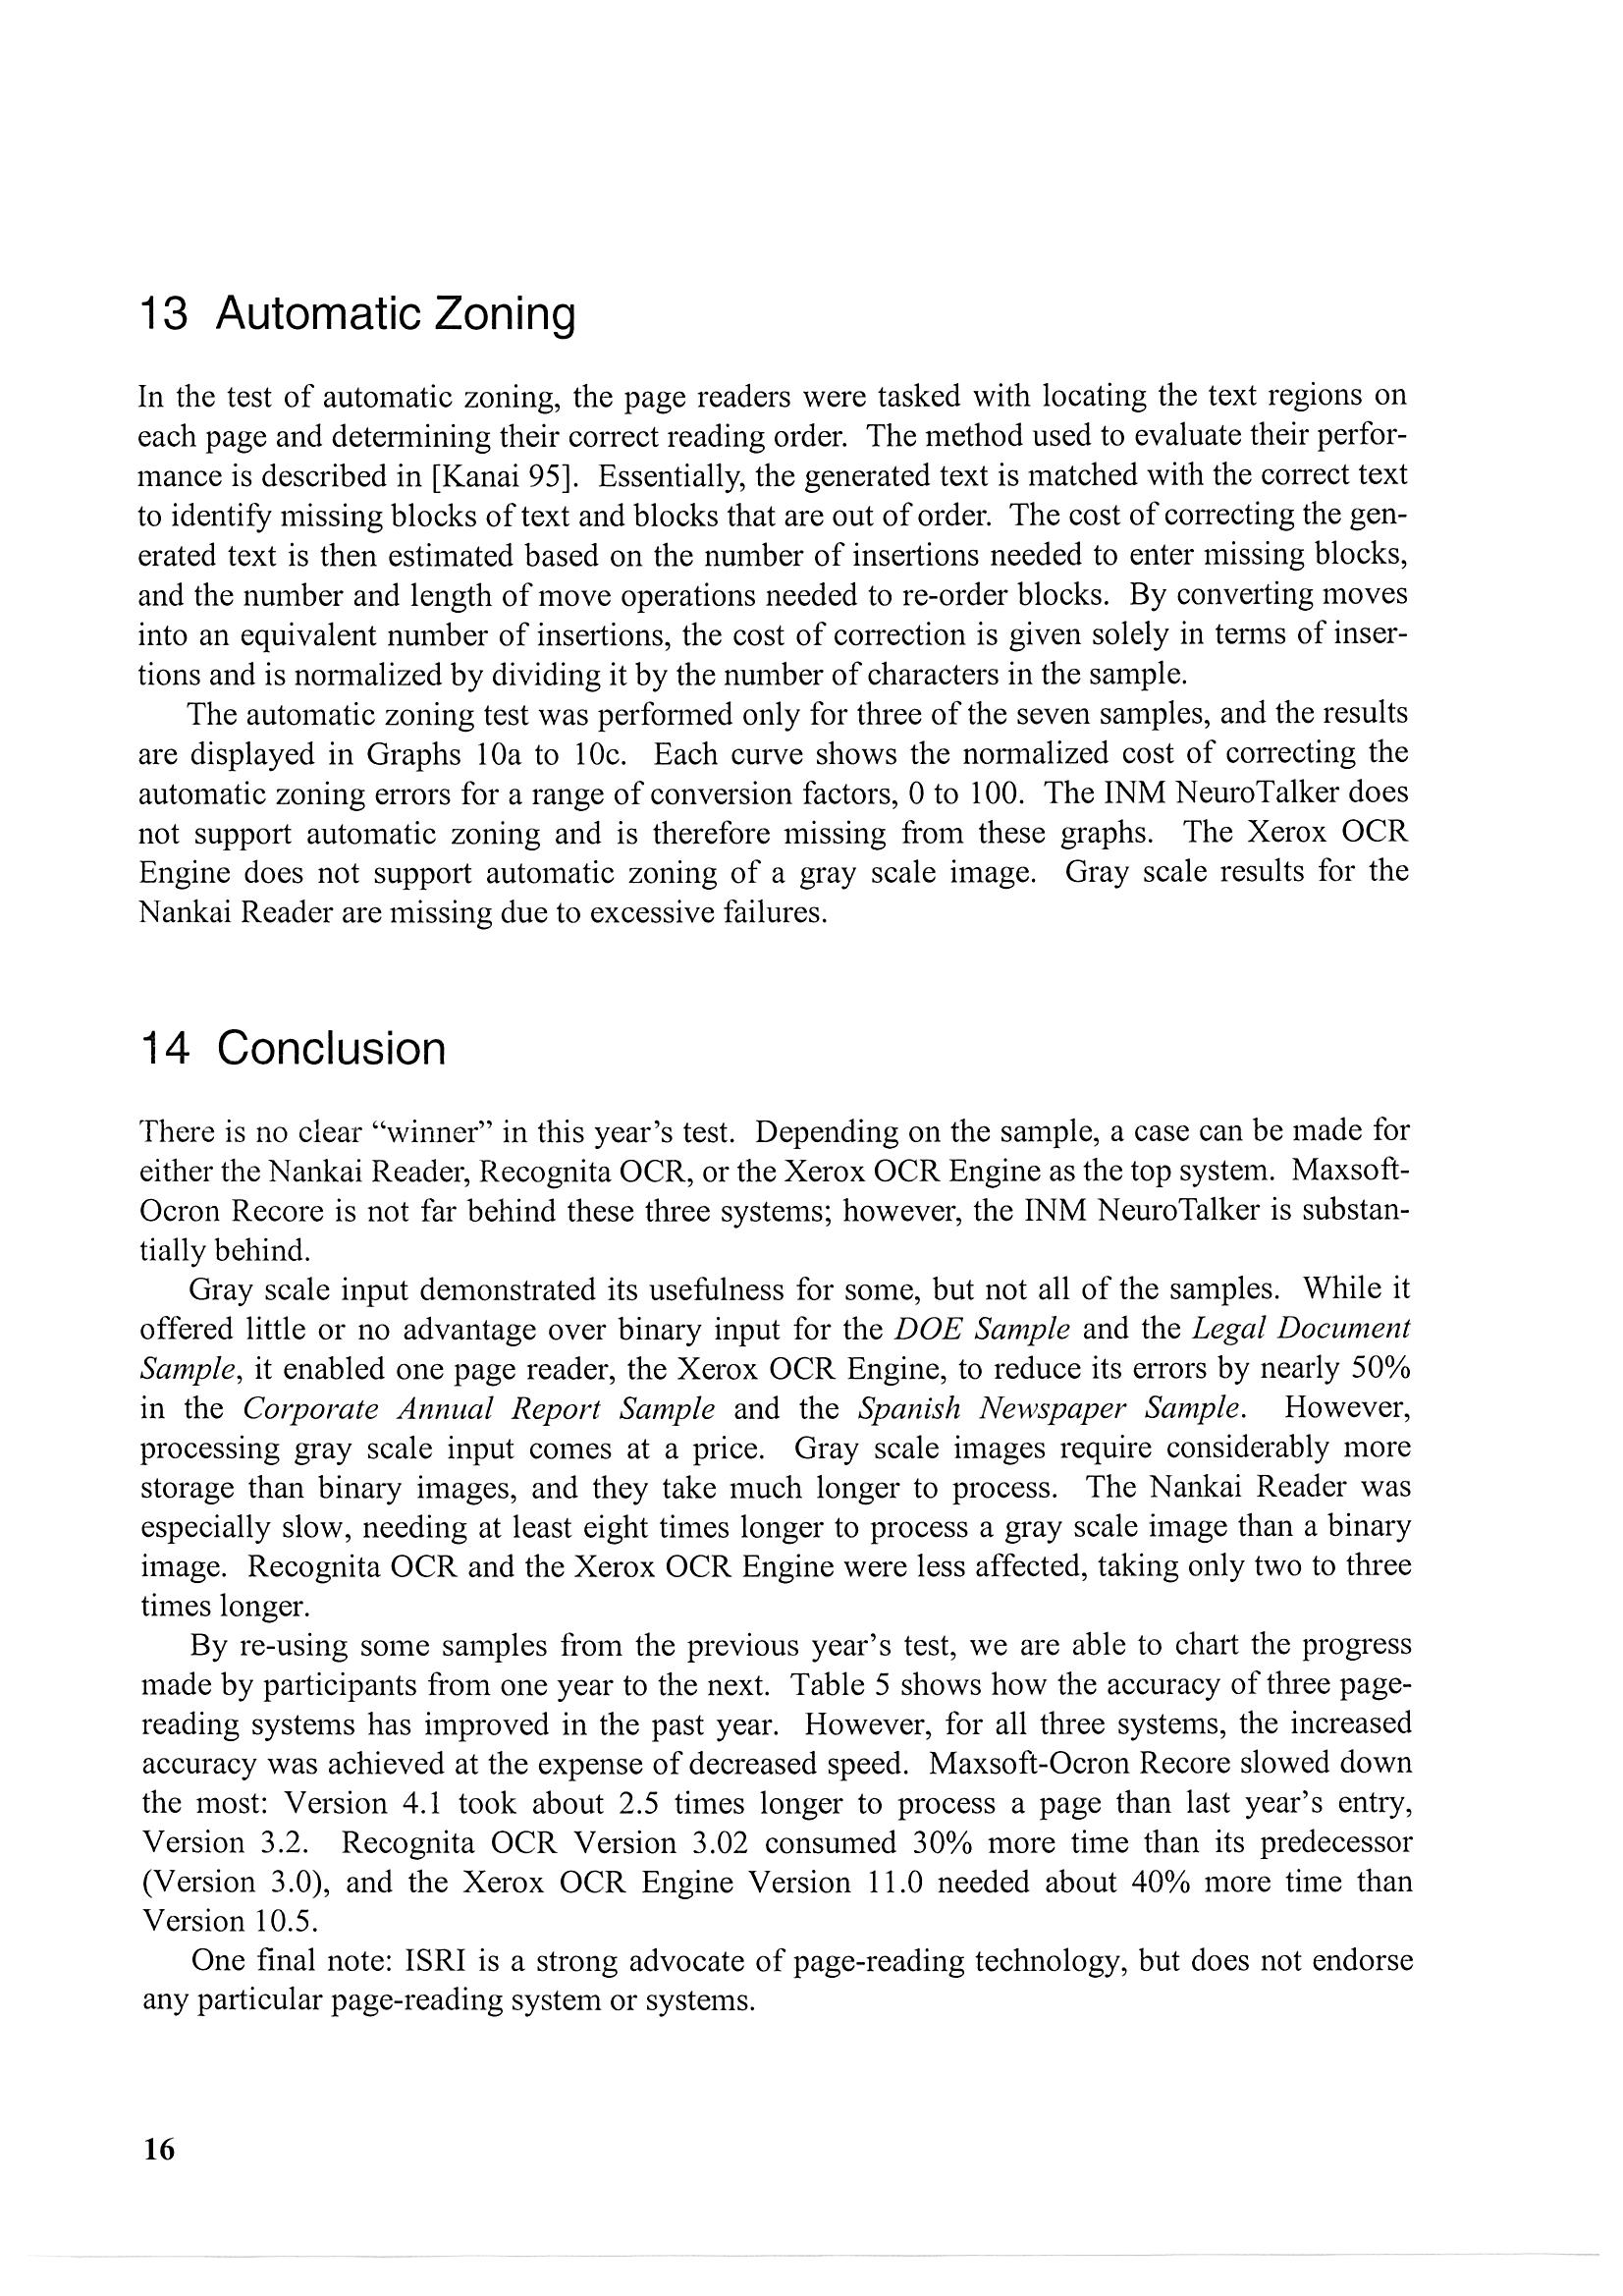 13 Automatic Zoning
In the test of automatic zoning, the page readers were tasked with locating the text regions on
each page and determining their correct reading order. The method used to evaluate their perfor-
mance is described in [Kanai 95]. Essentially, the generated text is matched with the correct text
to identify missing blocks of text and blocks that are out of order. The cost of correcting the gen-
erated text is then estimated based on the number of insertions needed to enter missing blocks,
and the number and length of move operations needed to re-order blocks. By converting moves
into an equivalent number of insertions, the cost of correction is given solely in terms of inser-
tions and is normalized by dividing it by the number of characters in the sample.
The automatic zoning test was performed only for three of the seven samples, and the results
are displayed in Graphs 10a to 10c. Each curve shows the normalized cost of correcting the
automatic zoning errors for a range of conversion factors, 0 to 100. The INM NeuroTalker does
not support automatic zoning and is therefore missing from these graphs. The Xerox OCR
Engine does not support automatic zoning of a gray scale image. Gray scale results for the
Nankai Reader are missing due to excessive failures.
14 Conclusion
There is no clear “winner” in this year’s test. Depending on the sample, a case can be made for
either the Nankai Reader, Recognita OCR, or the Xerox OCR Engine as the top system. Maxsoft-
Ocron Recore is not far behind these three systems; however, the INM NeuroTalker is substan-
tially behind.
Gray scale input demonstrated its usefulness for some, but not all of the samples. While it
offered little or no advantage over binary input for the DOE Sample and the Legal Document
Sample, it enabled one page reader, the Xerox OCR Engine, to reduce its errors by nearly 50%
in the Corporate Annual Report Sample and the Spanish Newspaper Sample. However,
processing gray scale input comes at a price. Gray scale images require considerably more
storage than binary images, and they take much longer to process. The Nankai Reader was
especially slow, needing at least eight times longer to process a gray scale image than a binary
image. Recognita OCR and the Xerox OCR Engine were less affected, taking only two to three
times longer.
By re-using some samples from the previous year’s test, we are able to chart the progress
made by participants from one year to the next. Table 5 shows how the accuracy of three page-
reading systems has improved in the past year. However, for all three systems, the increased
accuracy was achieved at the expense of decreased speed. Maxsoft-Ocron Recore slowed down
the most: Version 4.1 took about 2.5 times longer to process a page than last year’s entry,
Version 3.2. Recognita OCR Version 3.02 consumed 30% more time than its predecessor
(Version 3.0), and the Xerox OCR Engine Version 11.0 needed about 40% more time than
Version 10.5.
One final note: ISRI is a strong advocate of page-reading technology, but does not endorse
any particular page-reading system or systems.
16